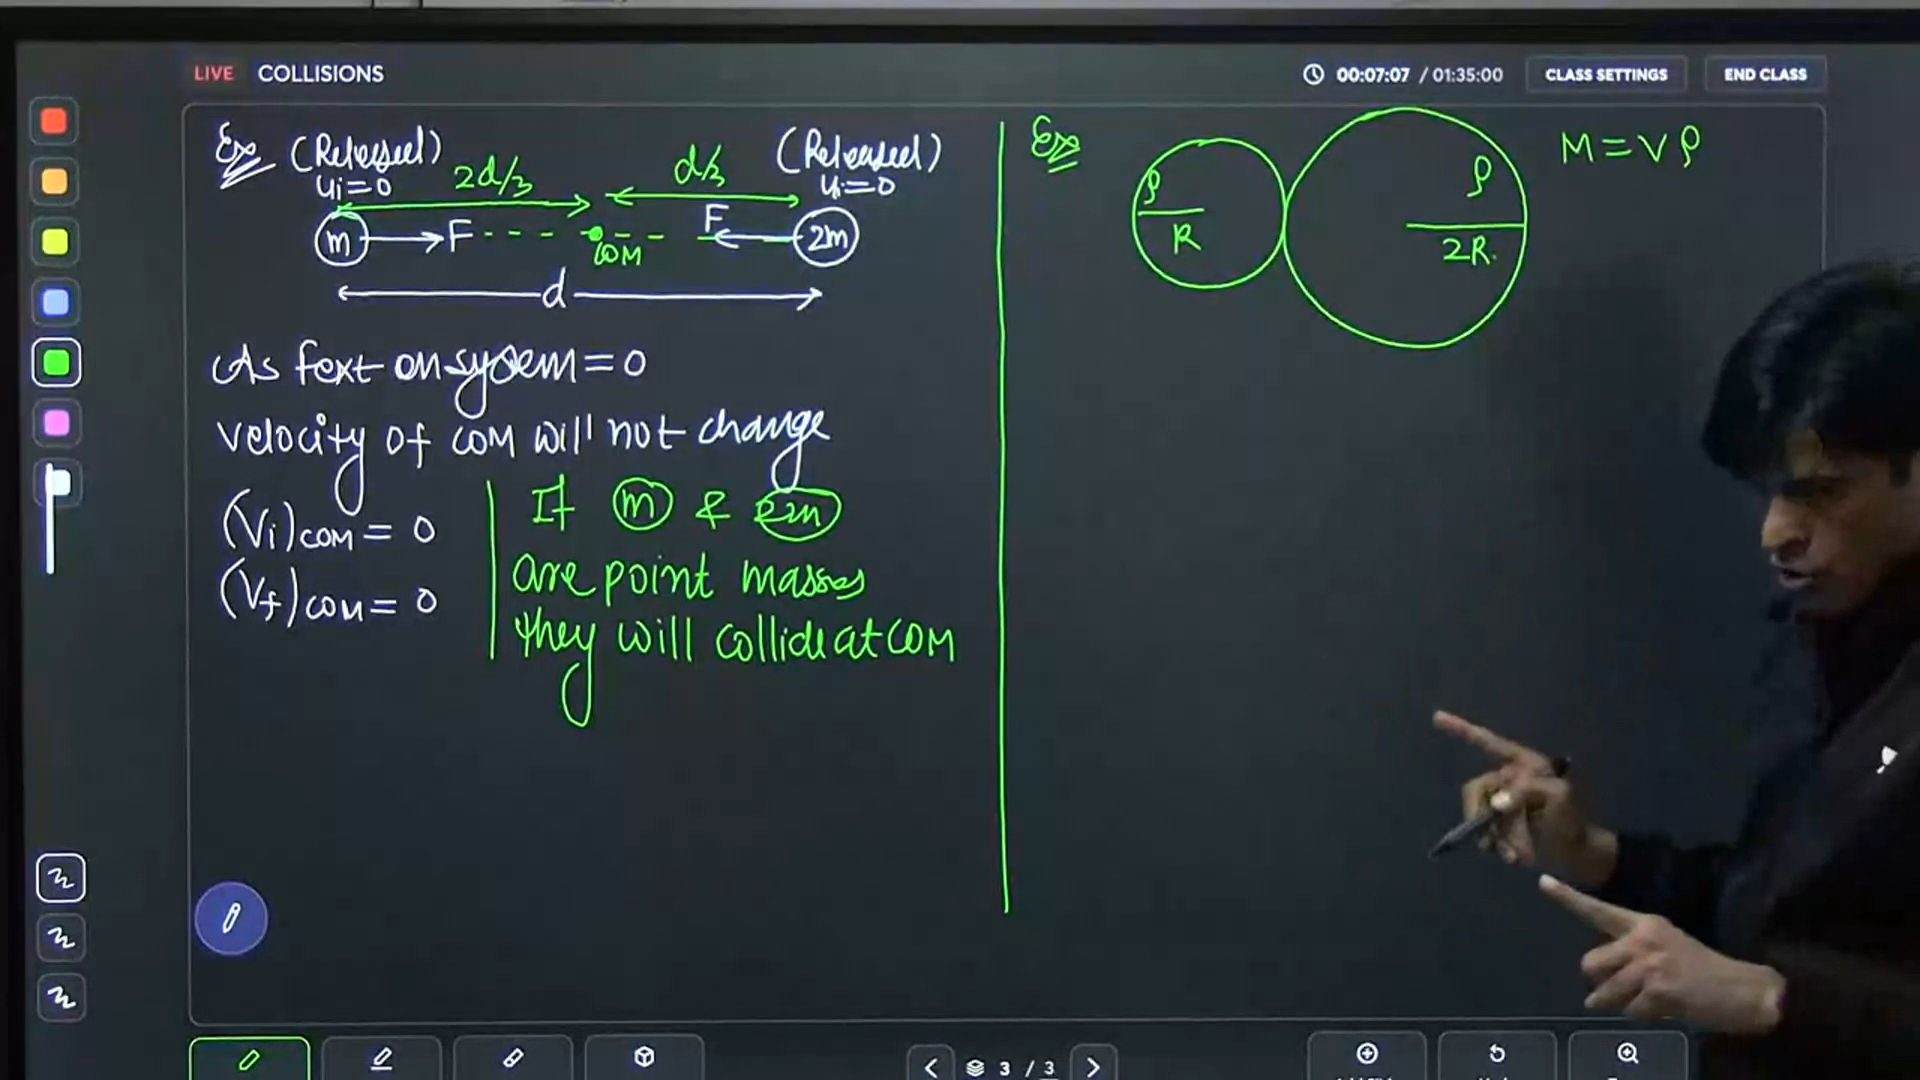 LIVE COLLISIONS
00:07:07 / 01:35:00 CLASS SETTINGS END CLASS
Ex (Released) (Released)
ui=0 2d/3 d/3 ui=0
m F F 2m
COM
d
As fext on system = 0
velocity of COM will not change
(Vi)COM = 0
(Vf)COM = 0
If m & 2m
are point masses
they will collide at COM
Ex
ρ
R
ρ
2R.
M = V ρ
3 / 3